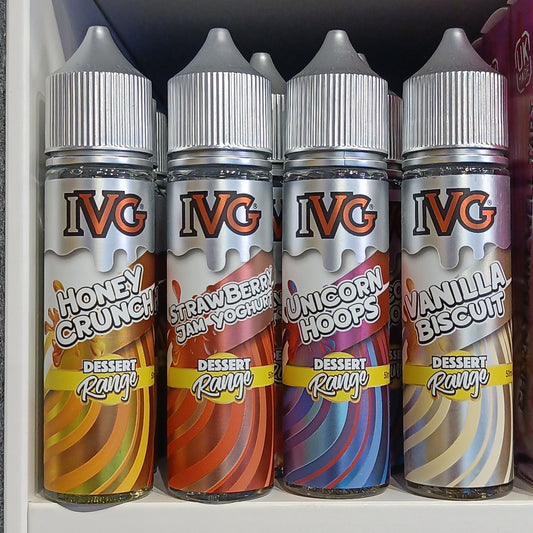 IVG®
HONEY
CRUNCH
DESSERT
Range
IVG®
STRAWBERRY
JAM YOGHURT
DESSERT
Range
IVG®
UNICORN
HOOPS
DESSERT
Range
IVG®
VANILLA
BISCUIT
DESSERT
Range
UK